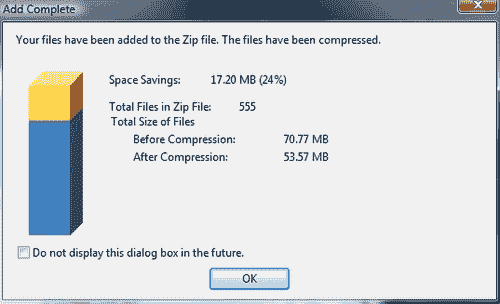 Add Complete
Your files have been added to the Zip file. The files have been compressed.
Space Savings: 17.20 MB (24%)
Total Files in Zip File: 555
Total Size of Files
Before Compression: 70.77 MB
After Compression: 53.57 MB
Do not display this dialog box in the future.
OK